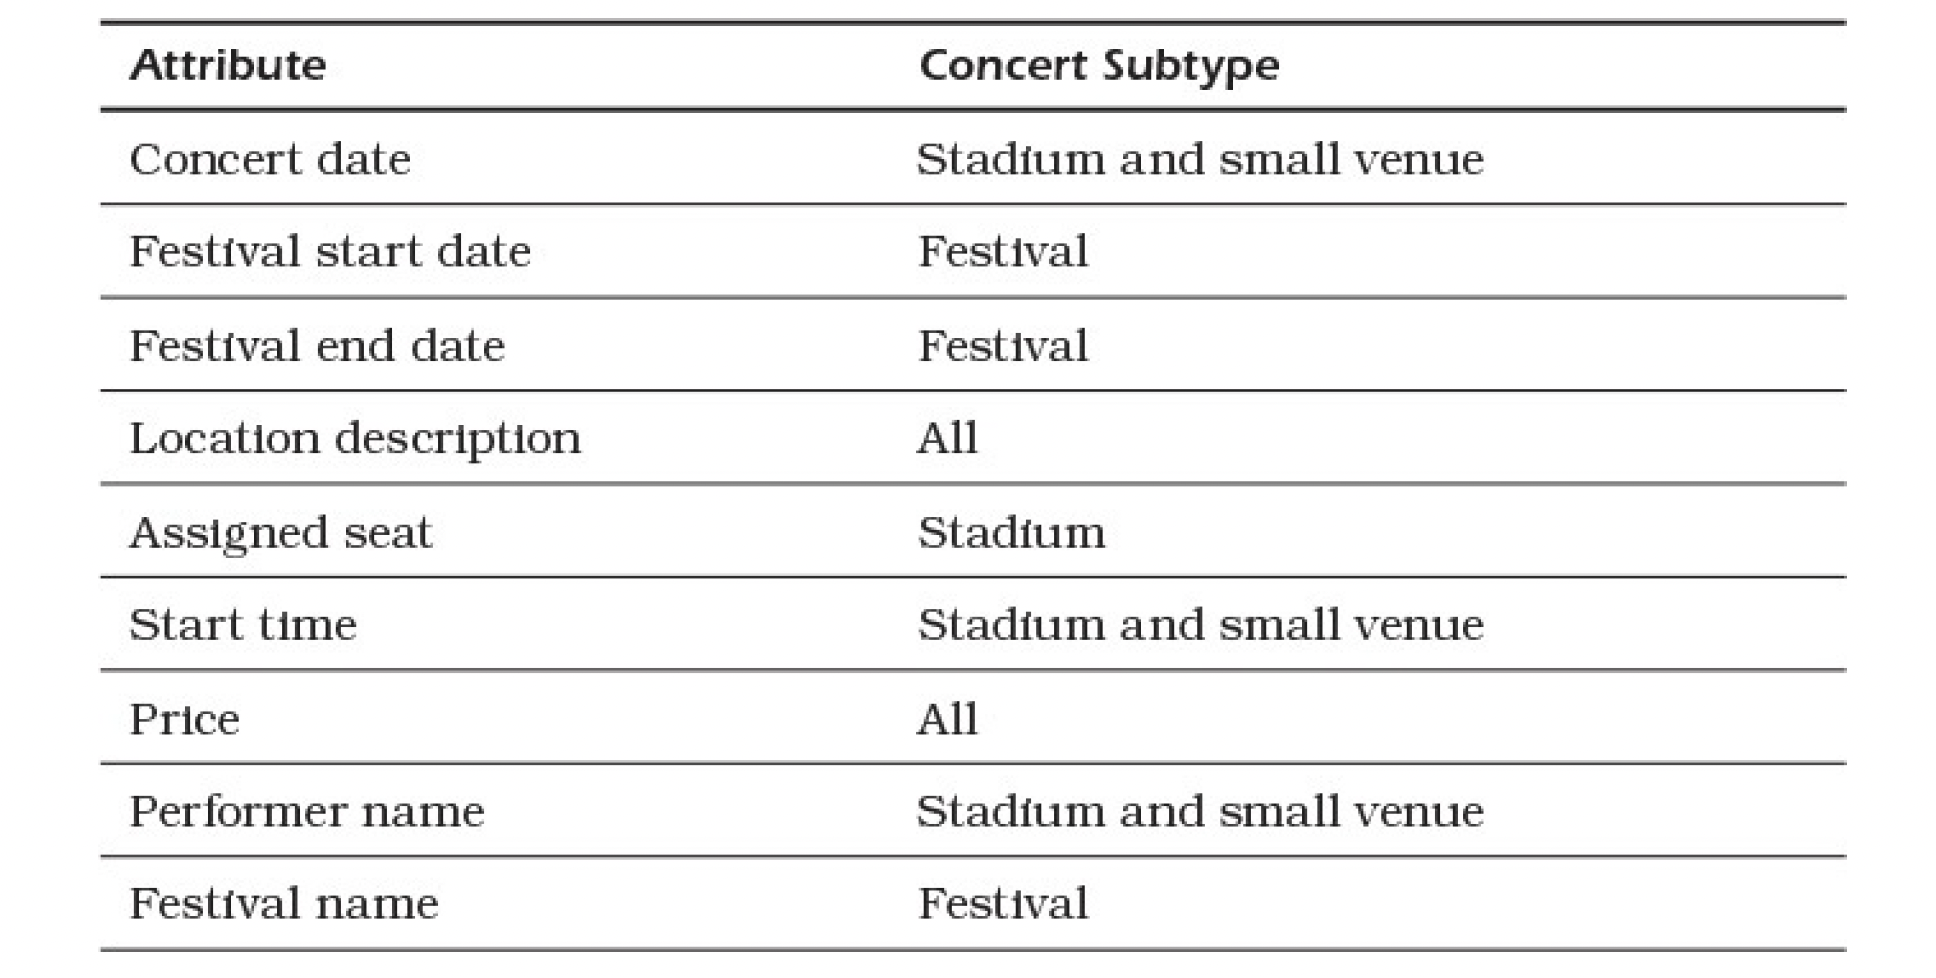 Attribute Concert Subtype
Concert date Stadium and small venue
Festival start date Festival
Festival end date Festival
Location description All
Assigned seat Stadium
Start time Stadium and small venue
Price All
Performer name Stadium and small venue
Festival name Festival